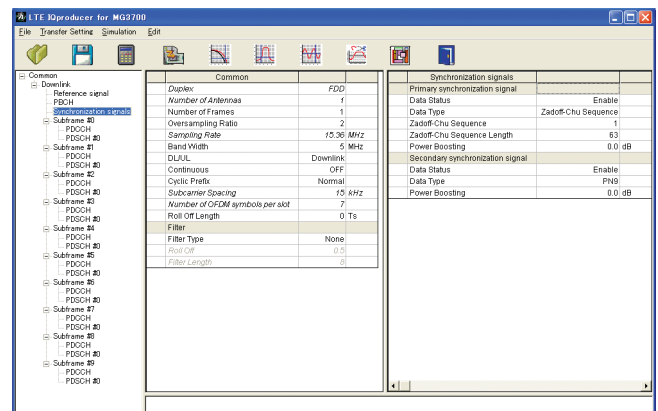 LTE IQproducer for MG3700
File Transfer Setting Simulation Edit
Common
Downlink
Reference signal
PBCH
Synchronization signals
Subframe #0
PDCCH
PDSCH #0
Subframe #1
PDCCH
PDSCH #0
Subframe #2
PDCCH
PDSCH #0
Subframe #3
PDCCH
PDSCH #0
Subframe #4
PDCCH
PDSCH #0
Subframe #5
PDCCH
PDSCH #0
Subframe #6
PDCCH
PDSCH #0
Subframe #7
PDCCH
PDSCH #0
Subframe #8
PDCCH
PDSCH #0
Subframe #9
PDCCH
PDSCH #0
Common
Duplex FDD
Number of Antennas 1
Number of Frames 1
Oversampling Ratio 2
Sampling Rate 15.36 MHz
Band Width 5 MHz
DL/UL Downlink
Continuous OFF
Cyclic Prefix Normal
Subcarrier Spacing 15 kHz
Number of OFDM symbols per slot 7
Roll Off Length 0 Ts
Filter
Filter Type None
Roll Off 0.5
Filter Length 8
Synchronization signals
Primary synchronization signal
Data Status Enable
Data Type Zadoff-Chu Sequence
Zadoff-Chu Sequence 1
Zadoff-Chu Sequence Length 63
Power Boosting 0.0 dB
Secondary synchronization signal
Data Status Enable
Data Type PN9
Power Boosting 0.0 dB